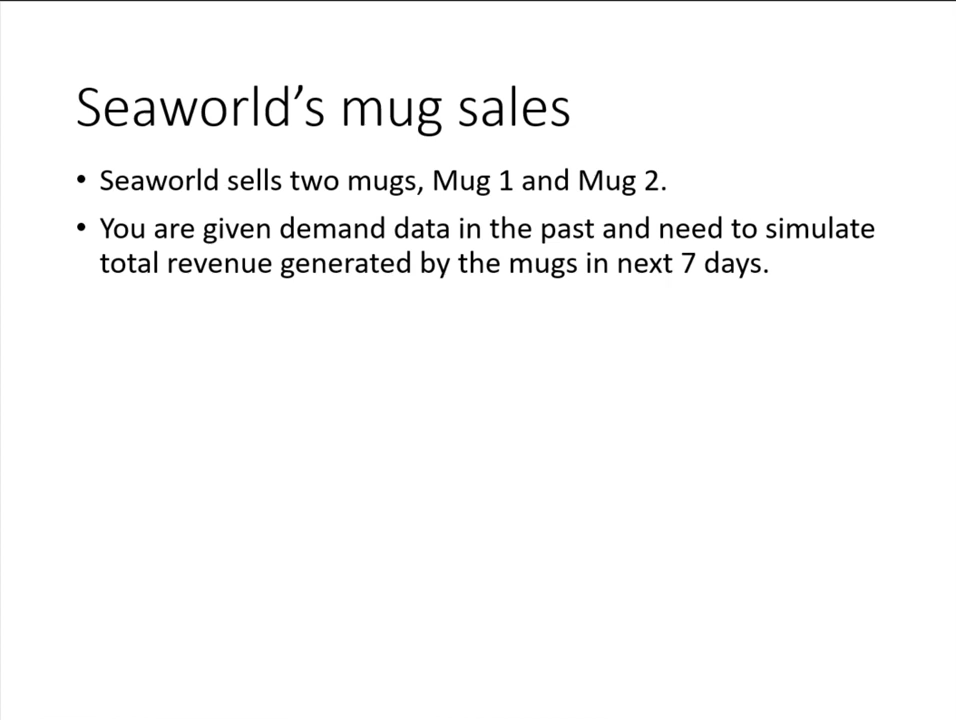 Seaworld’s mug sales
• Seaworld sells two mugs, Mug 1 and Mug 2.
• You are given demand data in the past and need to simulate
total revenue generated by the mugs in next 7 days.